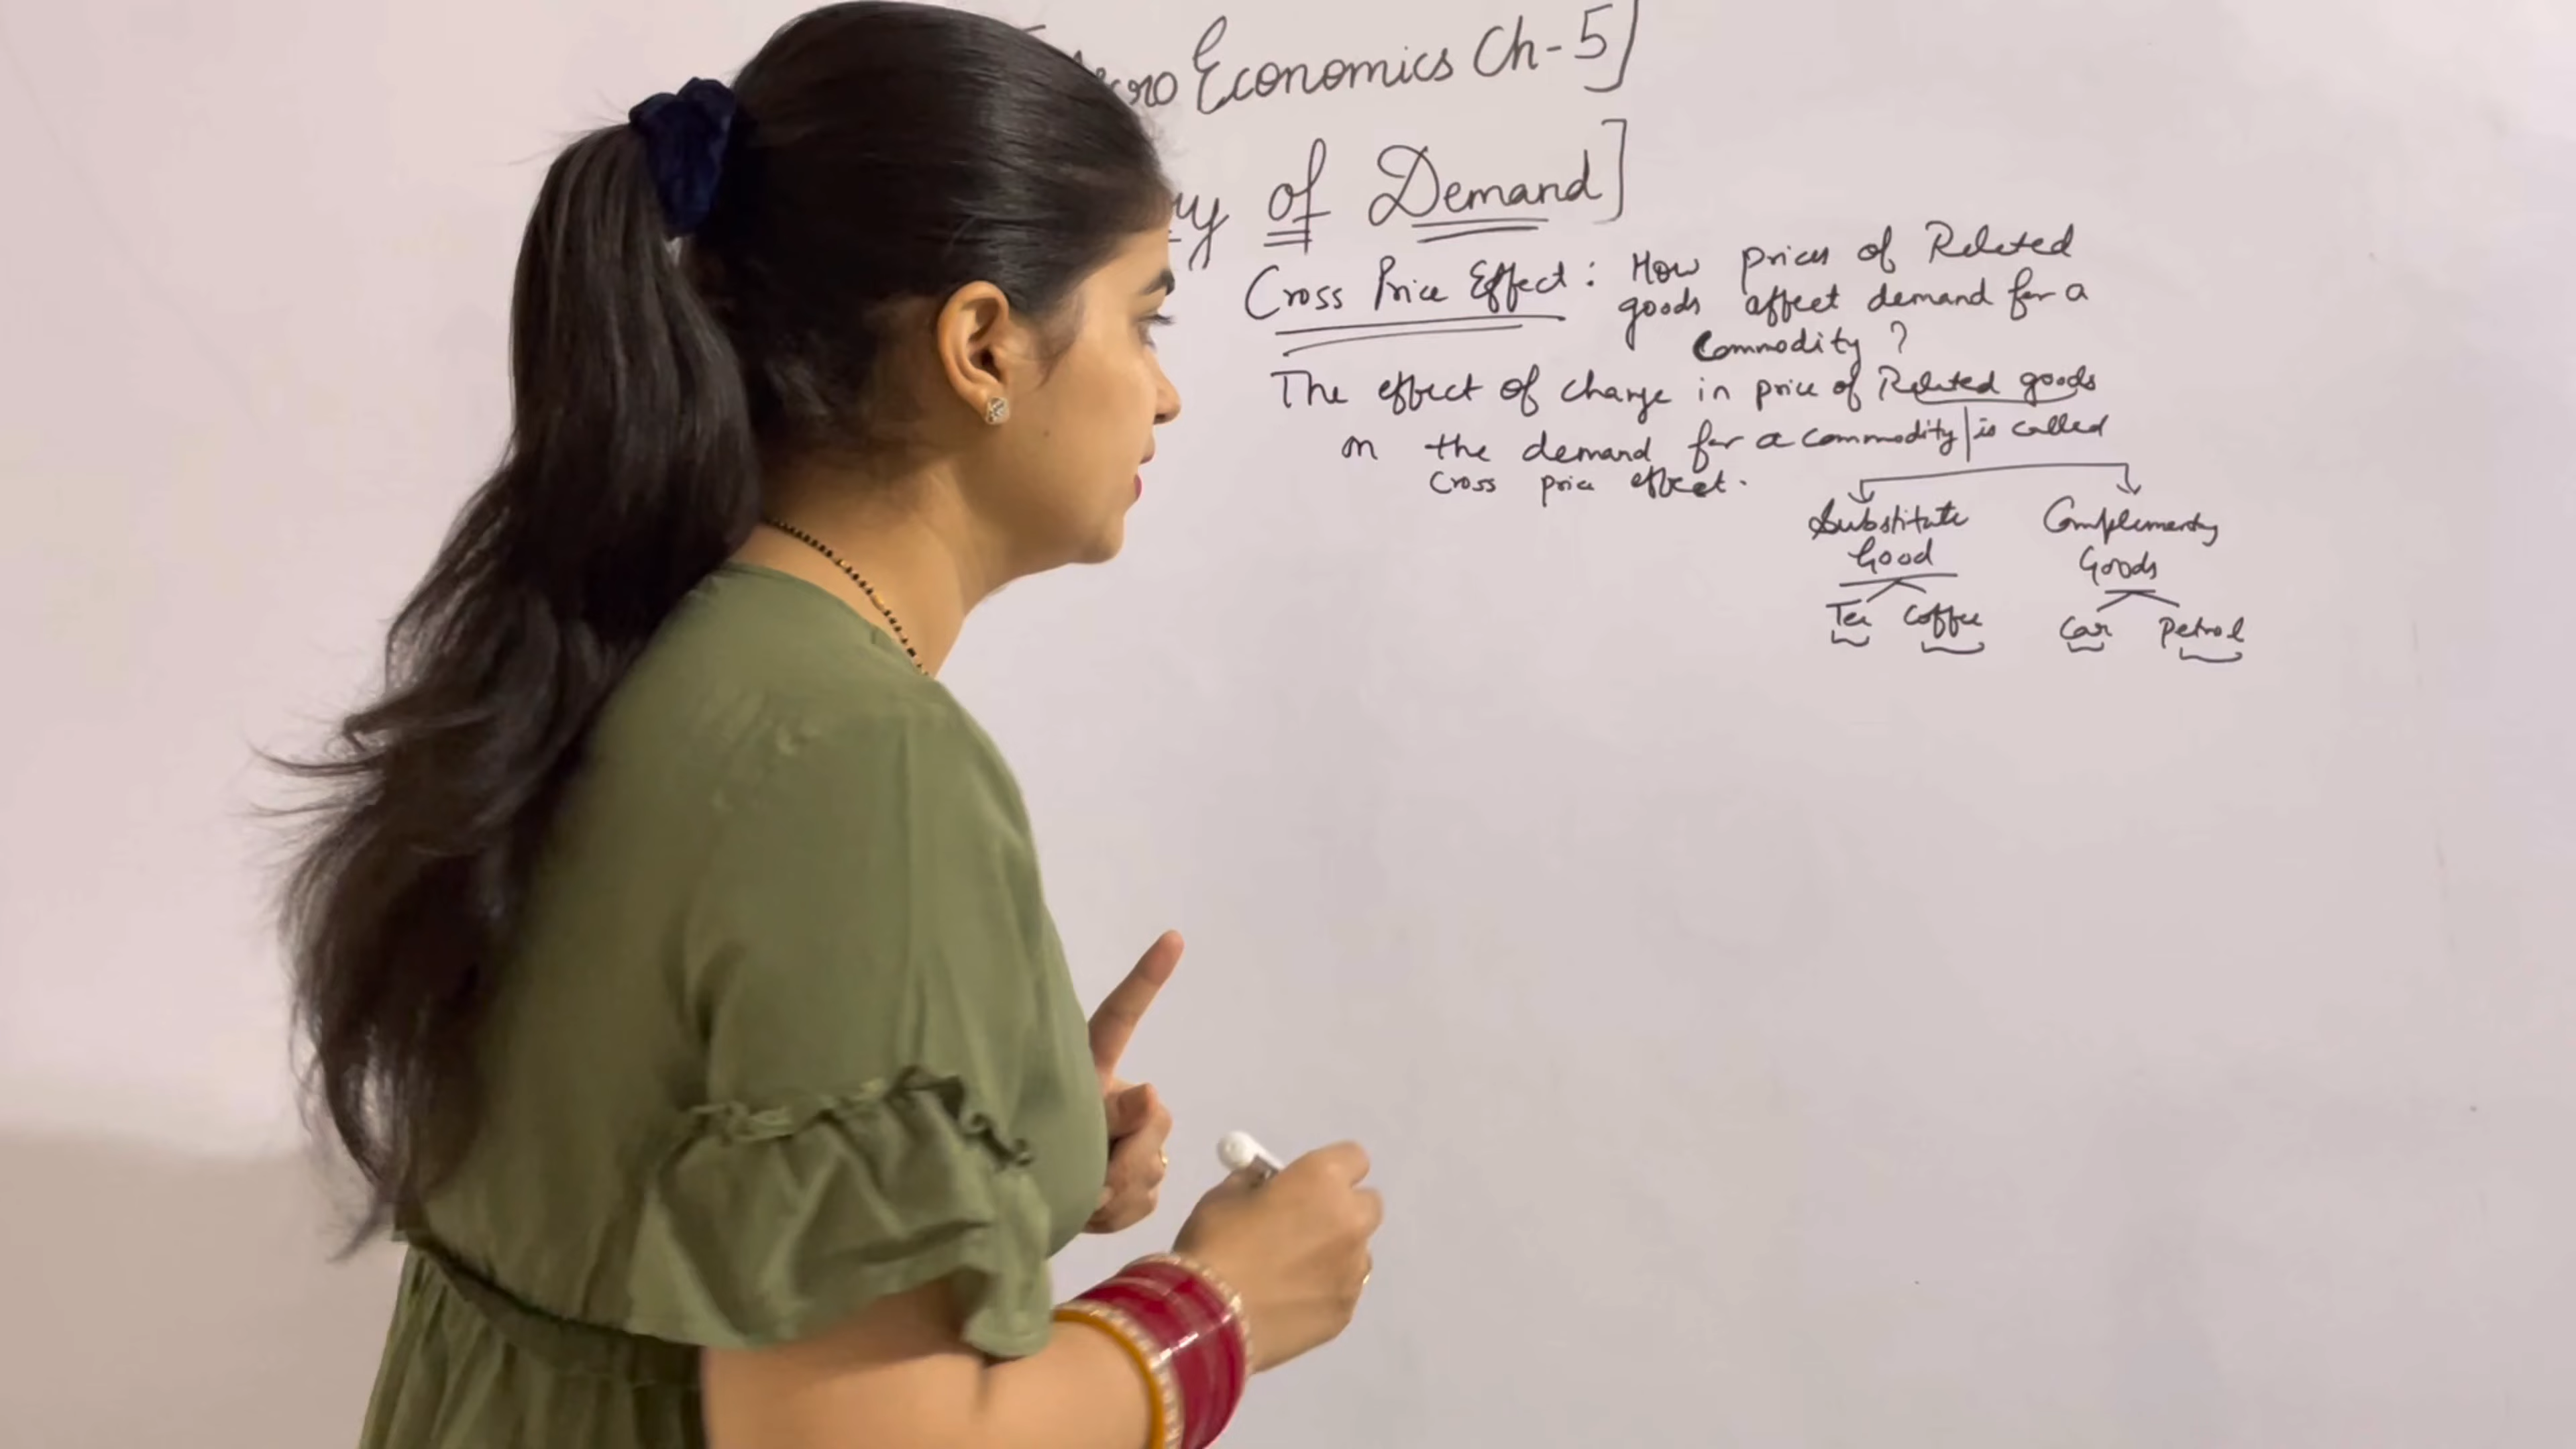 Economics Ch-5]
of Demand]
Cross Price Effect : How prices of Related
goods affect demand for a
Commodity ?
The effect of change in price of Related goods
on the demand for a commodity | is called
cross price effect.
Substitute Complementy
Good Goods
Tea Coffee Car Petrol